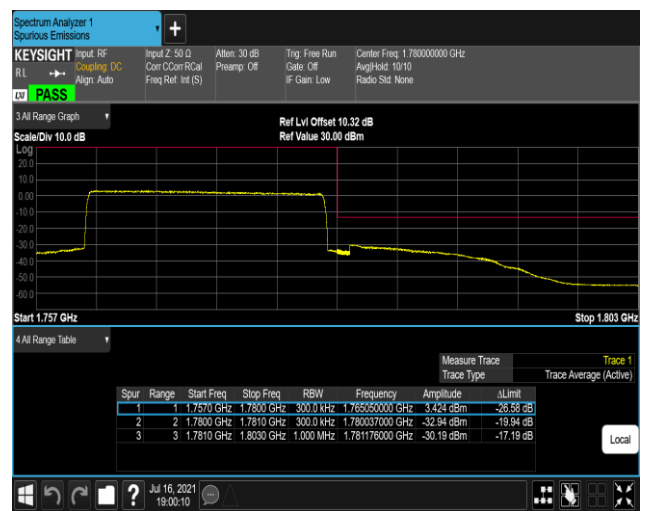 Spectrum Analyzer 1
Spurious Emissions
+
KEYSIGHT Input: RF Input Z: 50 Ω Atten: 30 dB Trig: Free Run Center Freq: 1.780000000 GHz
RL Coupling: DC Corr CCorr RCal Preamp: Off Gate: Off Avg|Hold: 10/10
Align: Auto Freq Ref: Int (S) IF Gain: Low Radio Std: None
LXI PASS
3 All Range Graph
Ref Lvl Offset 10.32 dB
Scale/Div 10.0 dB Ref Value 30.00 dBm
Log
20.0
10.0
0.00
-10.0
-20.0
-30.0
-40.0
-50.0
-60.0
Start 1.757 GHz Stop 1.803 GHz
4 All Range Table
Measure Trace Trace 1
Trace Type Trace Average (Active)
Spur Range Start Freq Stop Freq RBW Frequency Amplitude ΔLimit
1 1 1.7570 GHz 1.7800 GHz 300.0 kHz 1.765050000 GHz 3.424 dBm -26.58 dB
2 2 1.7800 GHz 1.7810 GHz 300.0 kHz 1.780037000 GHz -32.94 dBm -19.94 dB
3 3 1.7810 GHz 1.8030 GHz 1.000 MHz 1.781176000 GHz -30.19 dBm -17.19 dB
Local
? Jul 16, 2021
19:00:10